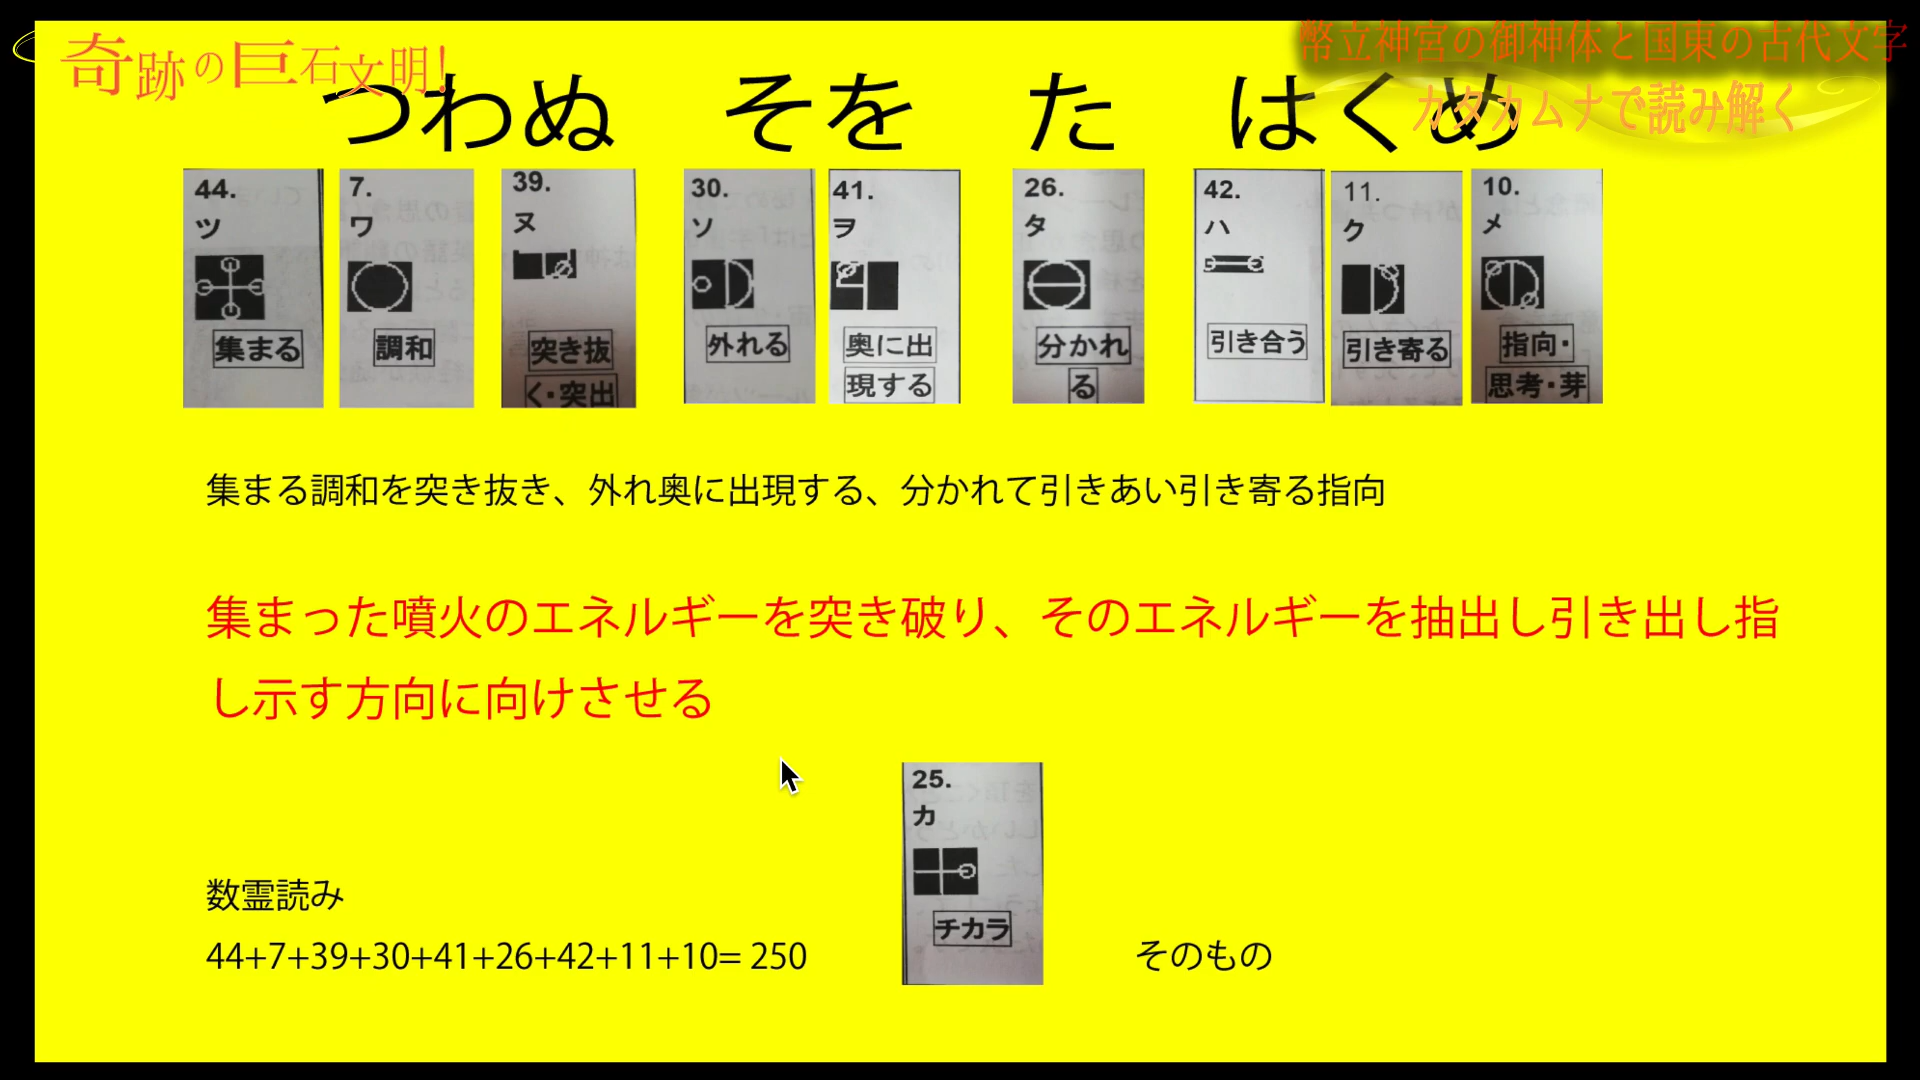 奇跡の巨石文明!
幣立神宮の御神体と国東の古代文字
カタカムナで読み解く
つわぬ そをた はくめ
44.
ツ
集まる
7.
ワ
調和
39.
ヌ
突き抜
く・突出
30.
ソ
外れる
41.
ヲ
奥に出
現する
26.
タ
分かれ
る
42.
ハ
引き合う
11.
ク
引き寄る
10.
メ
指向・
思考・芽
集まる調和を突き抜き、外れ奥に出現する、分かれて引きあい引き寄る指向
集まった噴火のエネルギーを突き破り、そのエネルギーを抽出し引き出し指
し示す方向に向けさせる
25.
カ
チカラ
数霊読み
44+7+39+30+41+26+42+11+10= 250
そのもの